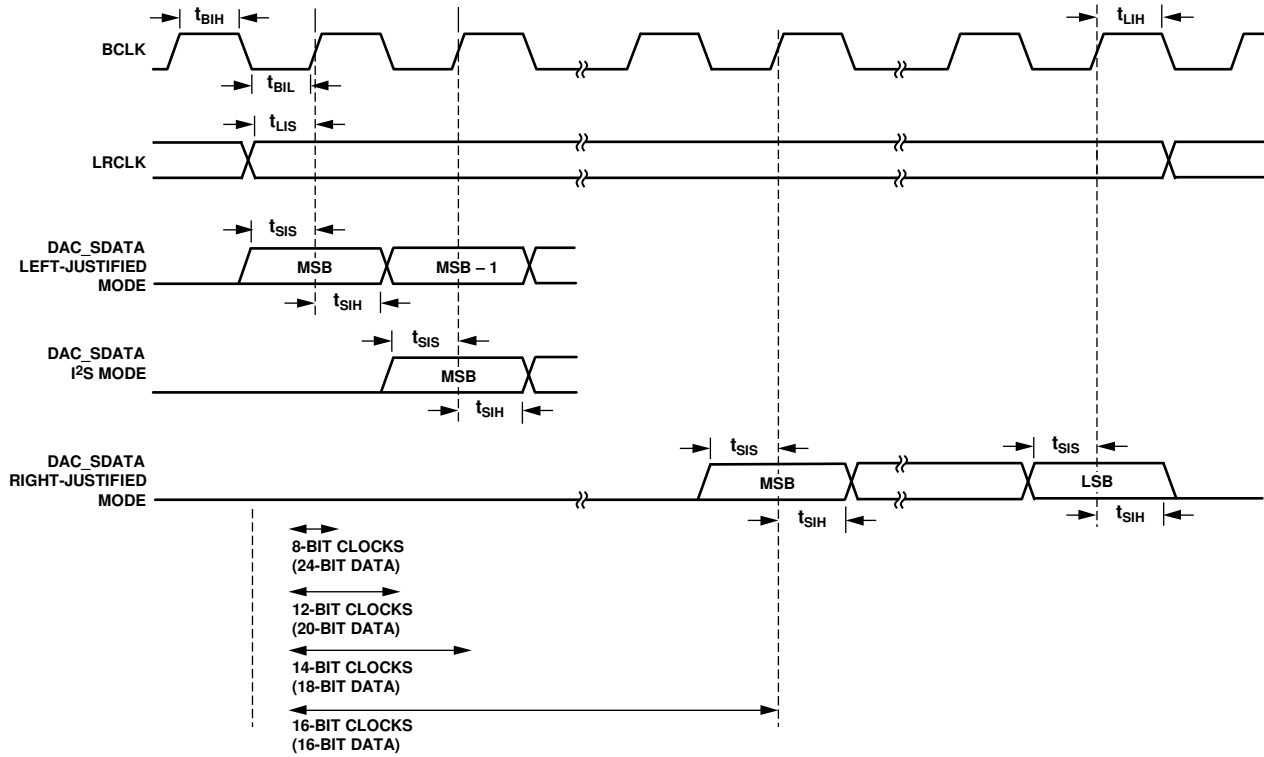 tBIH
tLIH
BCLK
tBIL
tLIS
LRCLK
tSIS
DAC_SDATA
LEFT-JUSTIFIED
MODE
MSB
MSB – 1
tSIH
tSIS
DAC_SDATA
I2S MODE
MSB
tSIH
tSIS
tSIS
DAC_SDATA
RIGHT-JUSTIFIED
MODE
MSB
LSB
tSIH
tSIH
8-BIT CLOCKS
(24-BIT DATA)
12-BIT CLOCKS
(20-BIT DATA)
14-BIT CLOCKS
(18-BIT DATA)
16-BIT CLOCKS
(16-BIT DATA)